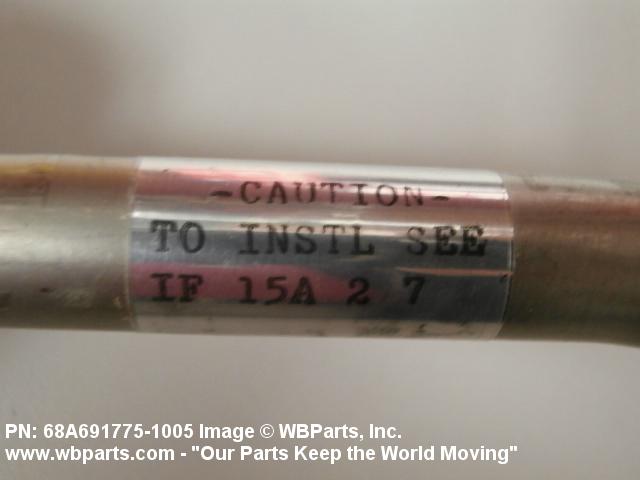 -CAUTION-
TO INSTL SEE
IF 15A 2 7
PN: 68A691775-1005 Image © WBParts, Inc.
www.wbparts.com - "Our Parts Keep the World Moving"